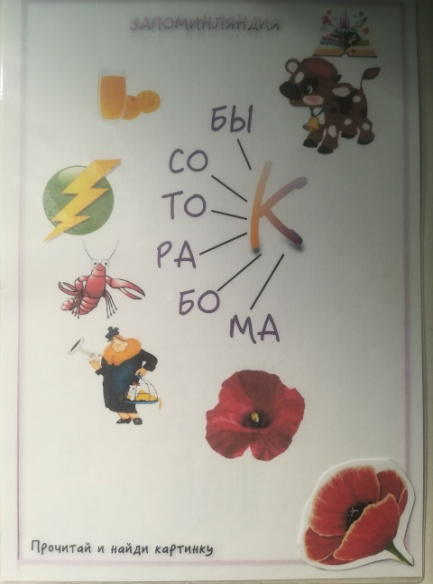 ЗАПОМИНЛЯНДИЯ
БЫ
СО
ТО
К
РА
БО
МА
Прочитай и найди картинку